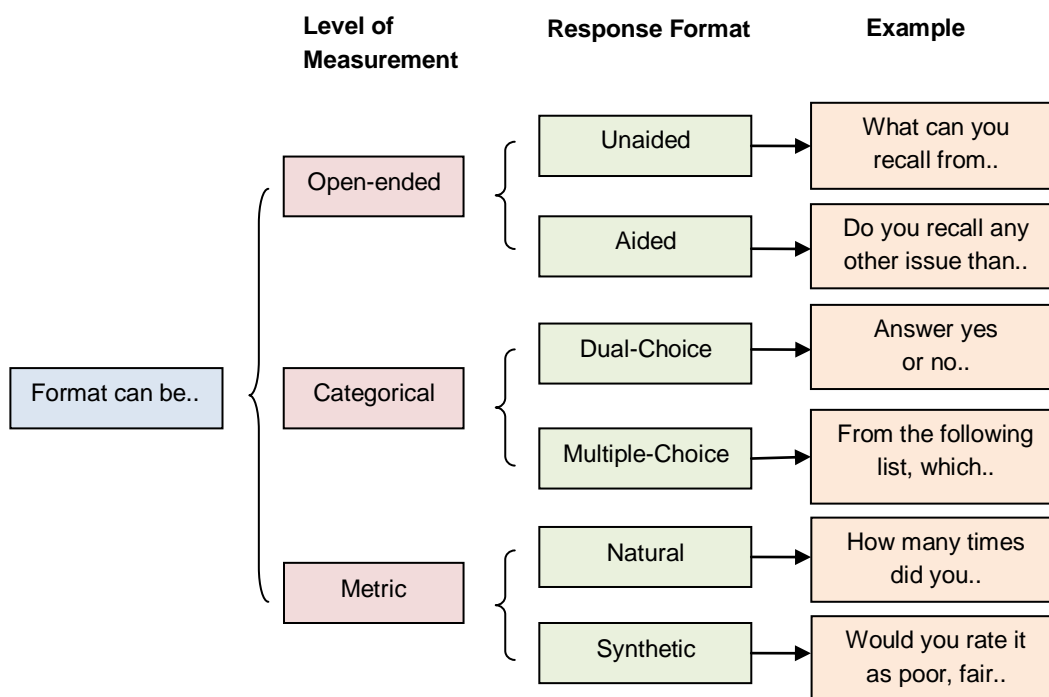 Level of
Measurement
Response Format
Example
Format can be..
Open-ended
Unaided
What can you
recall from..
Aided
Do you recall any
other issue than..
Categorical
Dual-Choice
Answer yes
or no..
Multiple-Choice
From the following
list, which..
Metric
Natural
How many times
did you..
Synthetic
Would you rate it
as poor, fair..